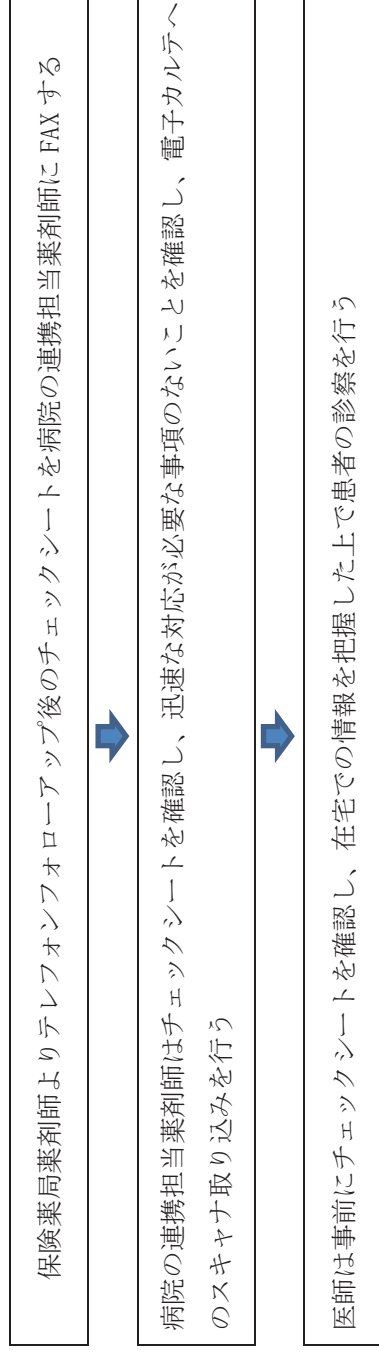 保険薬局薬剤師よりテレフォンフォローアップ後のチェックシートを病院の連携担当薬剤師に FAX する
病院の連携担当薬剤師はチェックシートを確認し、迅速な対応が必要な事項のないことを確認し、電子カルテへ
のスキャナ取り込みを行う
医師は事前にチェックシートを確認し、在宅での情報を把握した上で患者の診察を行う